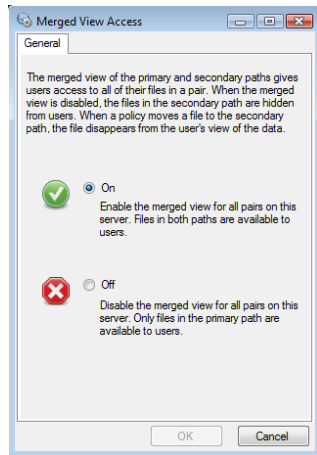 Merged View Access
General
The merged view of the primary and secondary paths gives
users access to all of their files in a pair. When the merged
view is disabled, the files in the secondary path are hidden
from users. When a policy moves a file to the secondary
path, the file disappears from the user's view of the data.
On
Enable the merged view for all pairs on this
server. Files in both paths are available to
users.
Off
Disable the merged view for all pairs on this
server. Only files in the primary path are
available to users.
OK Cancel